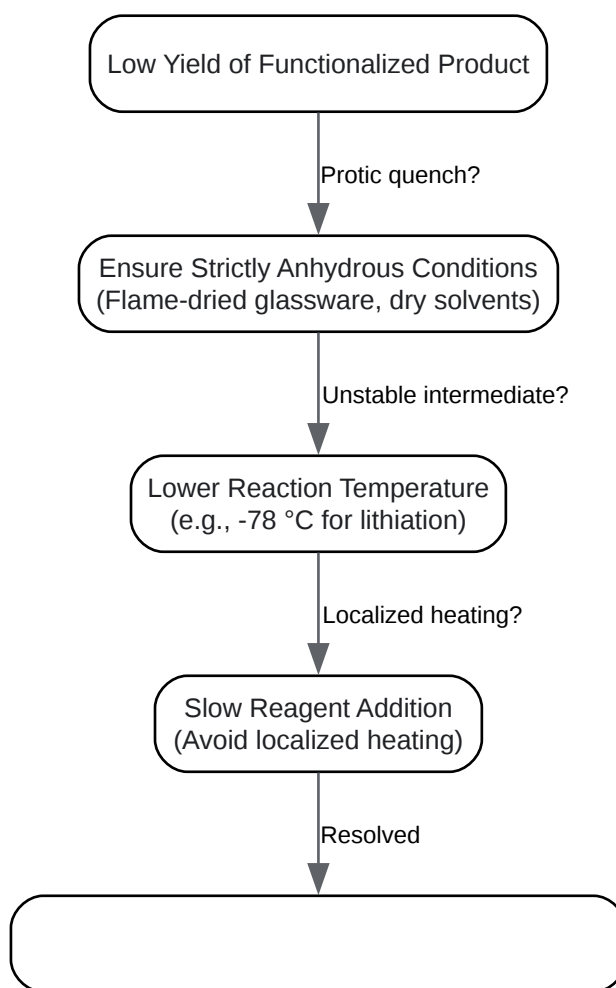 Low Yield of Functionalized Product
Protic quench?
Ensure Strictly Anhydrous Conditions
(Flame-dried glassware, dry solvents)
Unstable intermediate?
Lower Reaction Temperature
(e.g., -78 °C for lithiation)
Localized heating?
Slow Reagent Addition
(Avoid localized heating)
Resolved